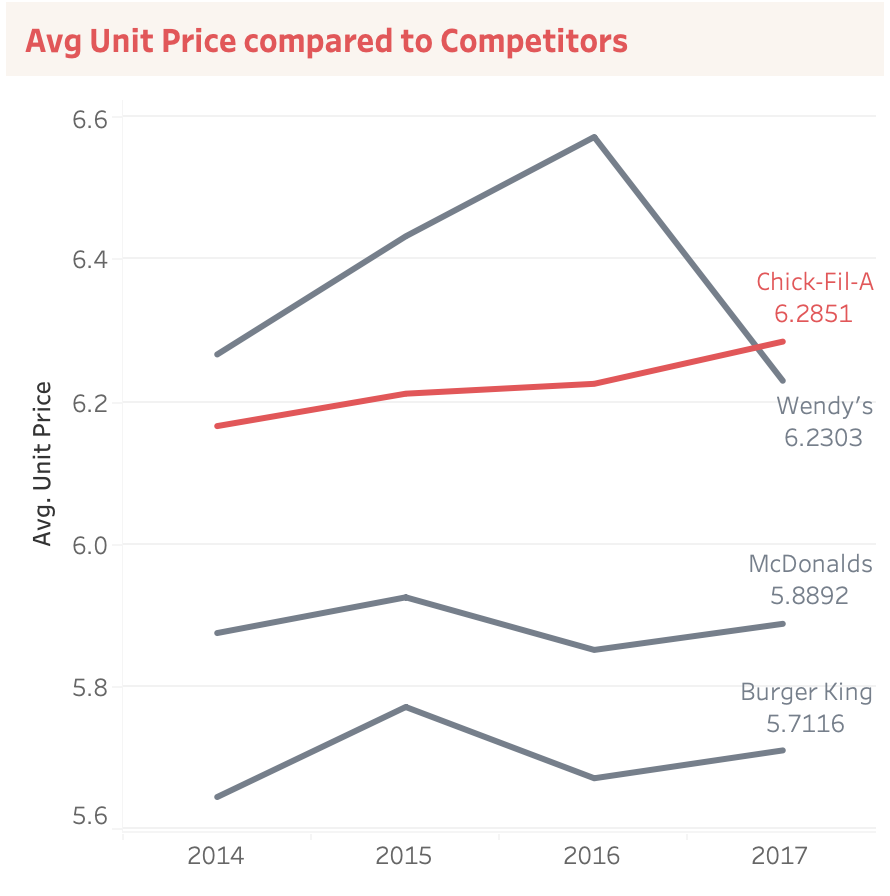 Avg Unit Price compared to Competitors
6.6
6.4
Chick-Fil-A
6.2851
6.2
Wendy's
6.2303
Avg. Unit Price
6.0
McDonalds
5.8892
5.8
Burger King
5.7116
5.6
2014
2015
2016
2017